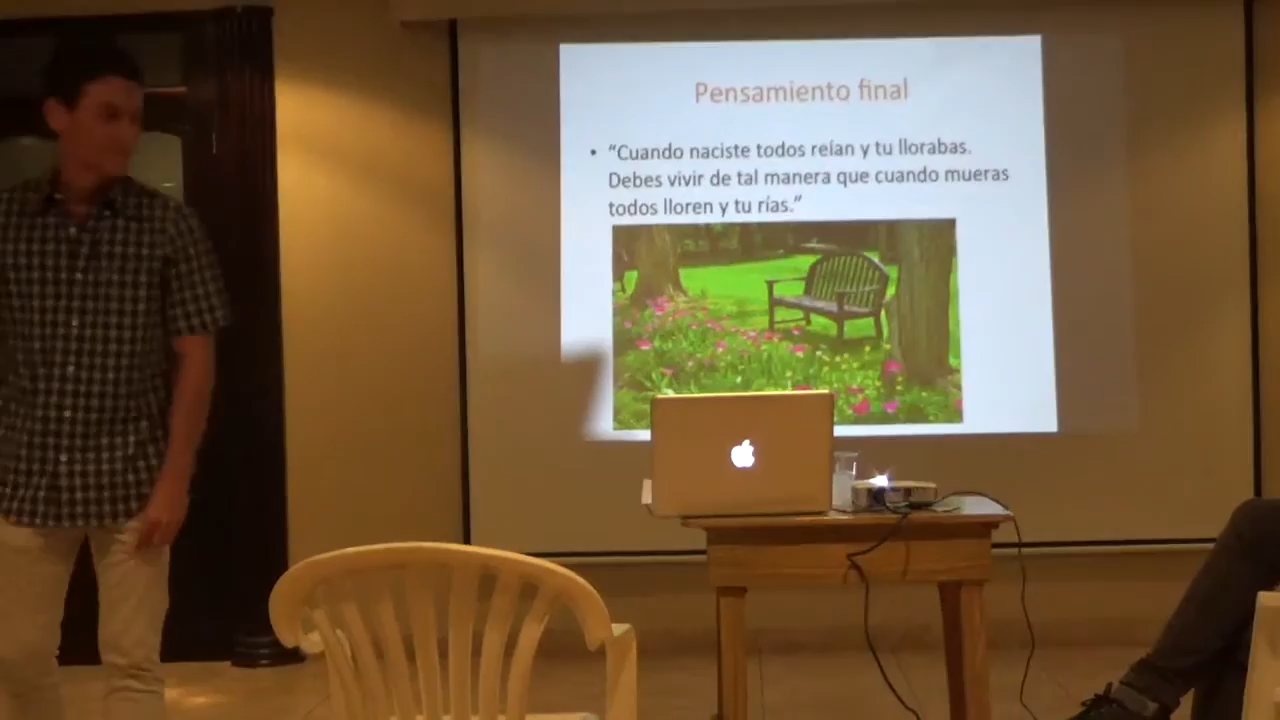 Pensamiento final
• “Cuando naciste todos reían y tu llorabas.
Debes vivir de tal manera que cuando mueras
todos lloren y tu rías.”